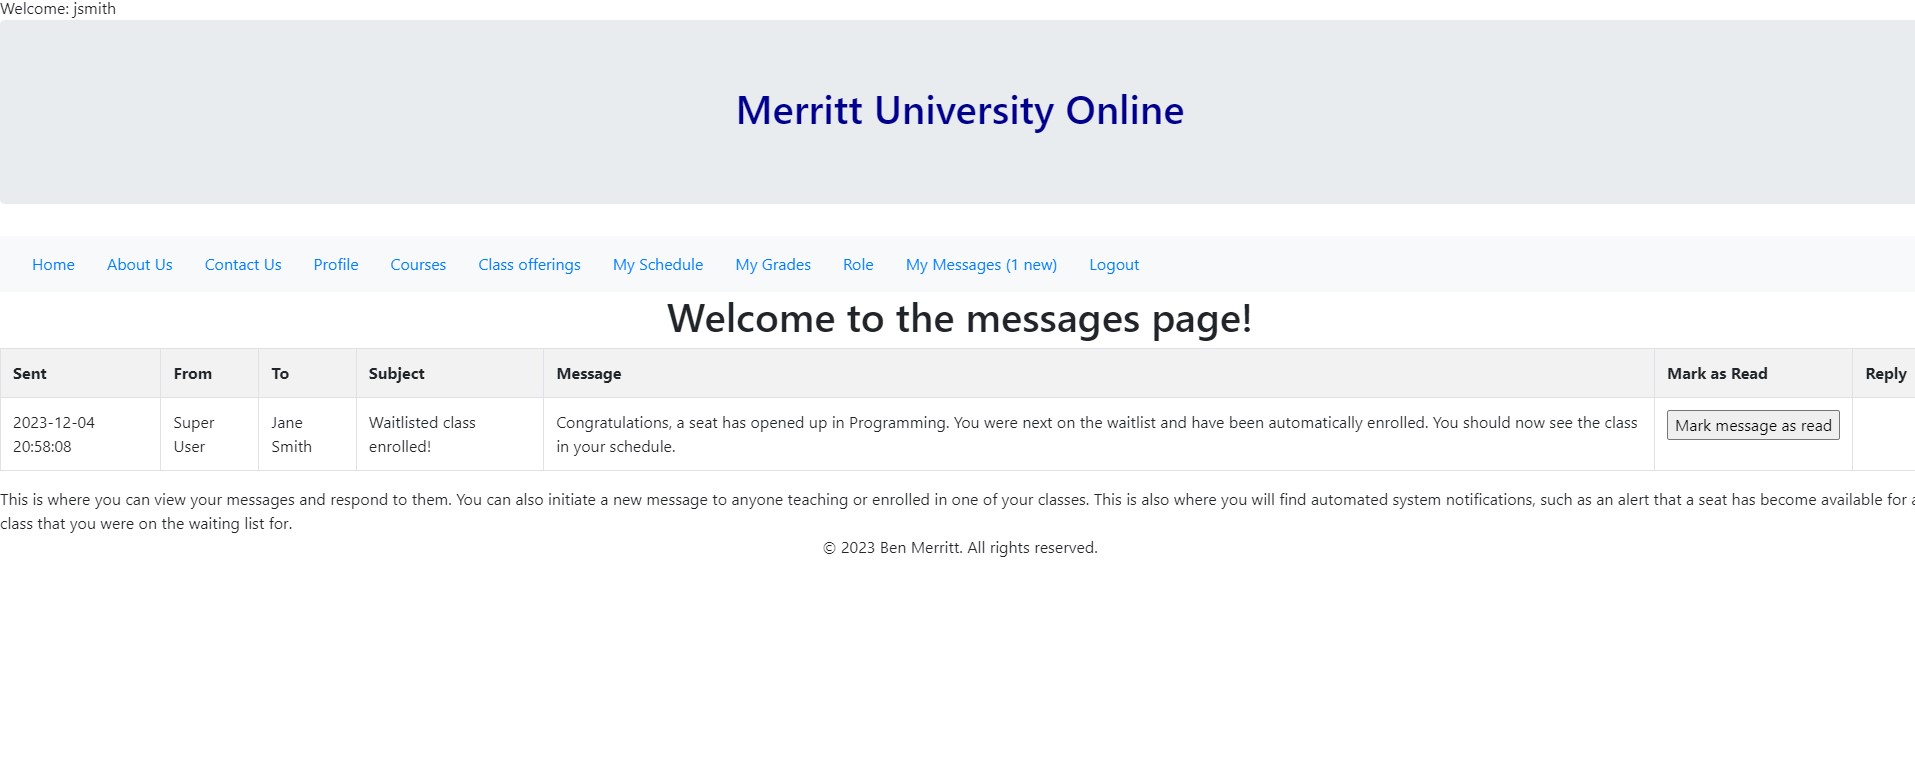 Welcome: jsmith
Merritt University Online
Home About Us Contact Us Profile Courses Class offerings My Schedule My Grades Role My Messages (1 new) Logout
Welcome to the messages page!
Sent From To Subject Message Mark as Read Reply
2023-12-04 Super Jane Waitlisted class Congratulations, a seat has opened up in Programming. You were next on the waitlist and have been automatically enrolled. You should now see the class Mark message as read
20:58:08 User Smith enrolled! in your schedule.
This is where you can view your messages and respond to them. You can also initiate a new message to anyone teaching or enrolled in one of your classes. This is also where you will find automated system notifications, such as an alert that a seat has become available for a
class that you were on the waiting list for.
© 2023 Ben Merritt. All rights reserved.